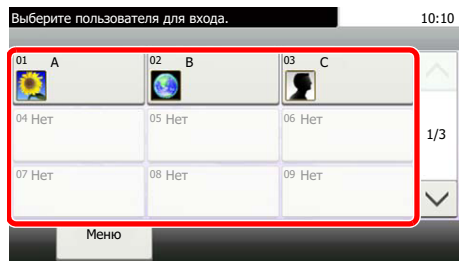 Выберите пользователя для входа. 10:10
01 A 02 B 03 C
04 Нет 05 Нет 06 Нет
1/3
07 Нет 08 Нет 09 Нет
Меню